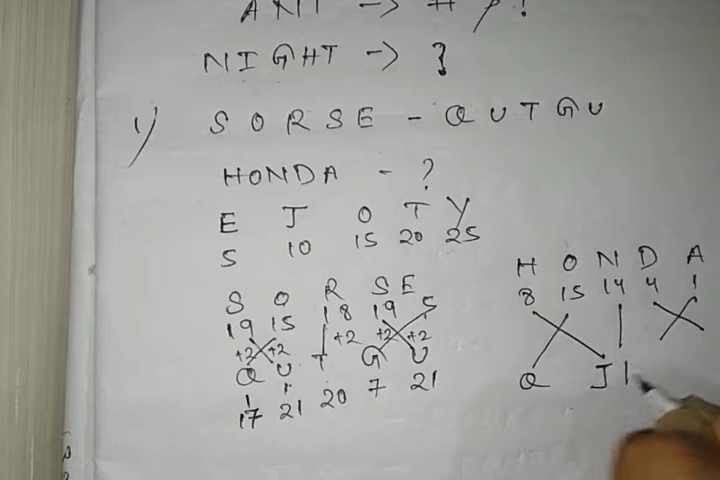 NIGHT -> ?
1) SORSE - QUTGU
HONDA - ?
E J O T Y
5 10 15 20 25
H O N D A
8 15 14 4 1
S O R S E
19 15 18 19 5
+2 +2 +2 +2 +2
Q U T G U
17 21 20 7 21
Q J